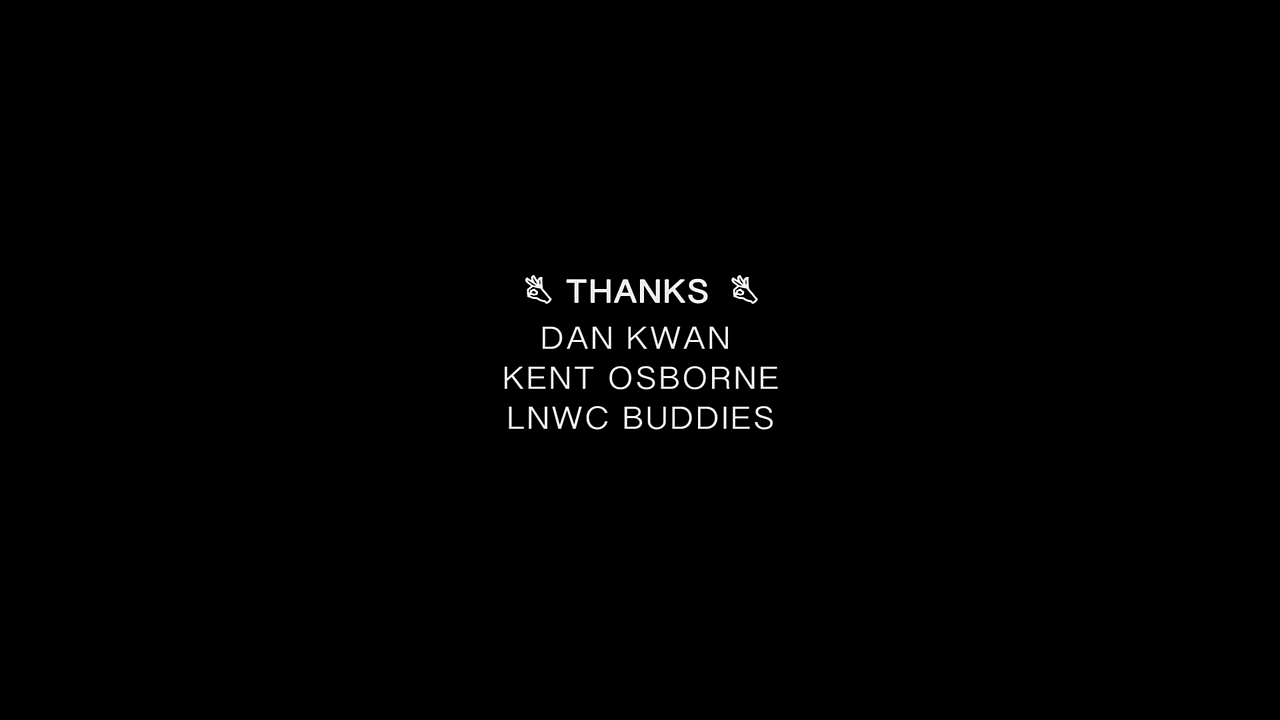 👌 THANKS 👌
DAN KWAN
KENT OSBORNE
LNWC BUDDIES